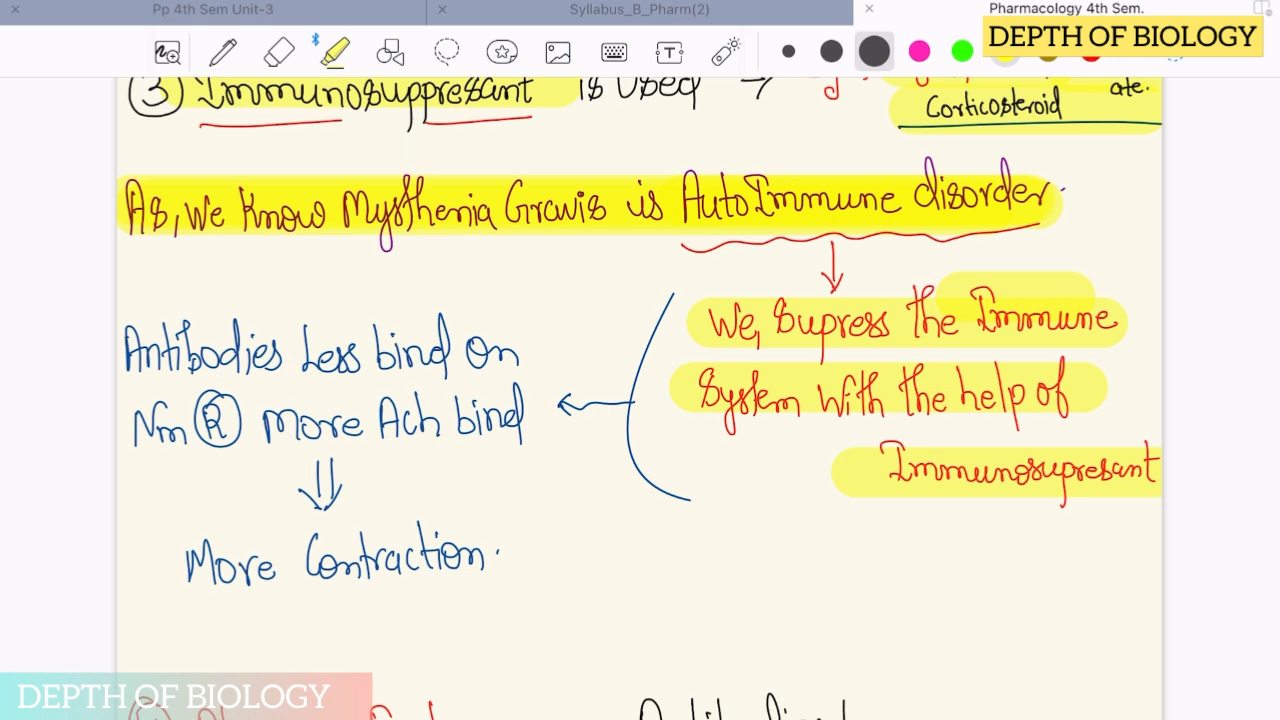 Pp 4th Sem Unit-3
Syllabus_B_Pharm(2)
Pharmacology 4th Sem.
DEPTH OF BIOLOGY
③ Immunosuppresant is Used →
ate.
Corticosteroid
As, We Know Mysthenia Gravis is AutoImmune disorder.
We, Supress the Immune
System With the help of
Immunosupresant
Antibodies Less bind On
Nm Ⓡ More Ach bind
More Contraction.
DEPTH OF BIOLOGY